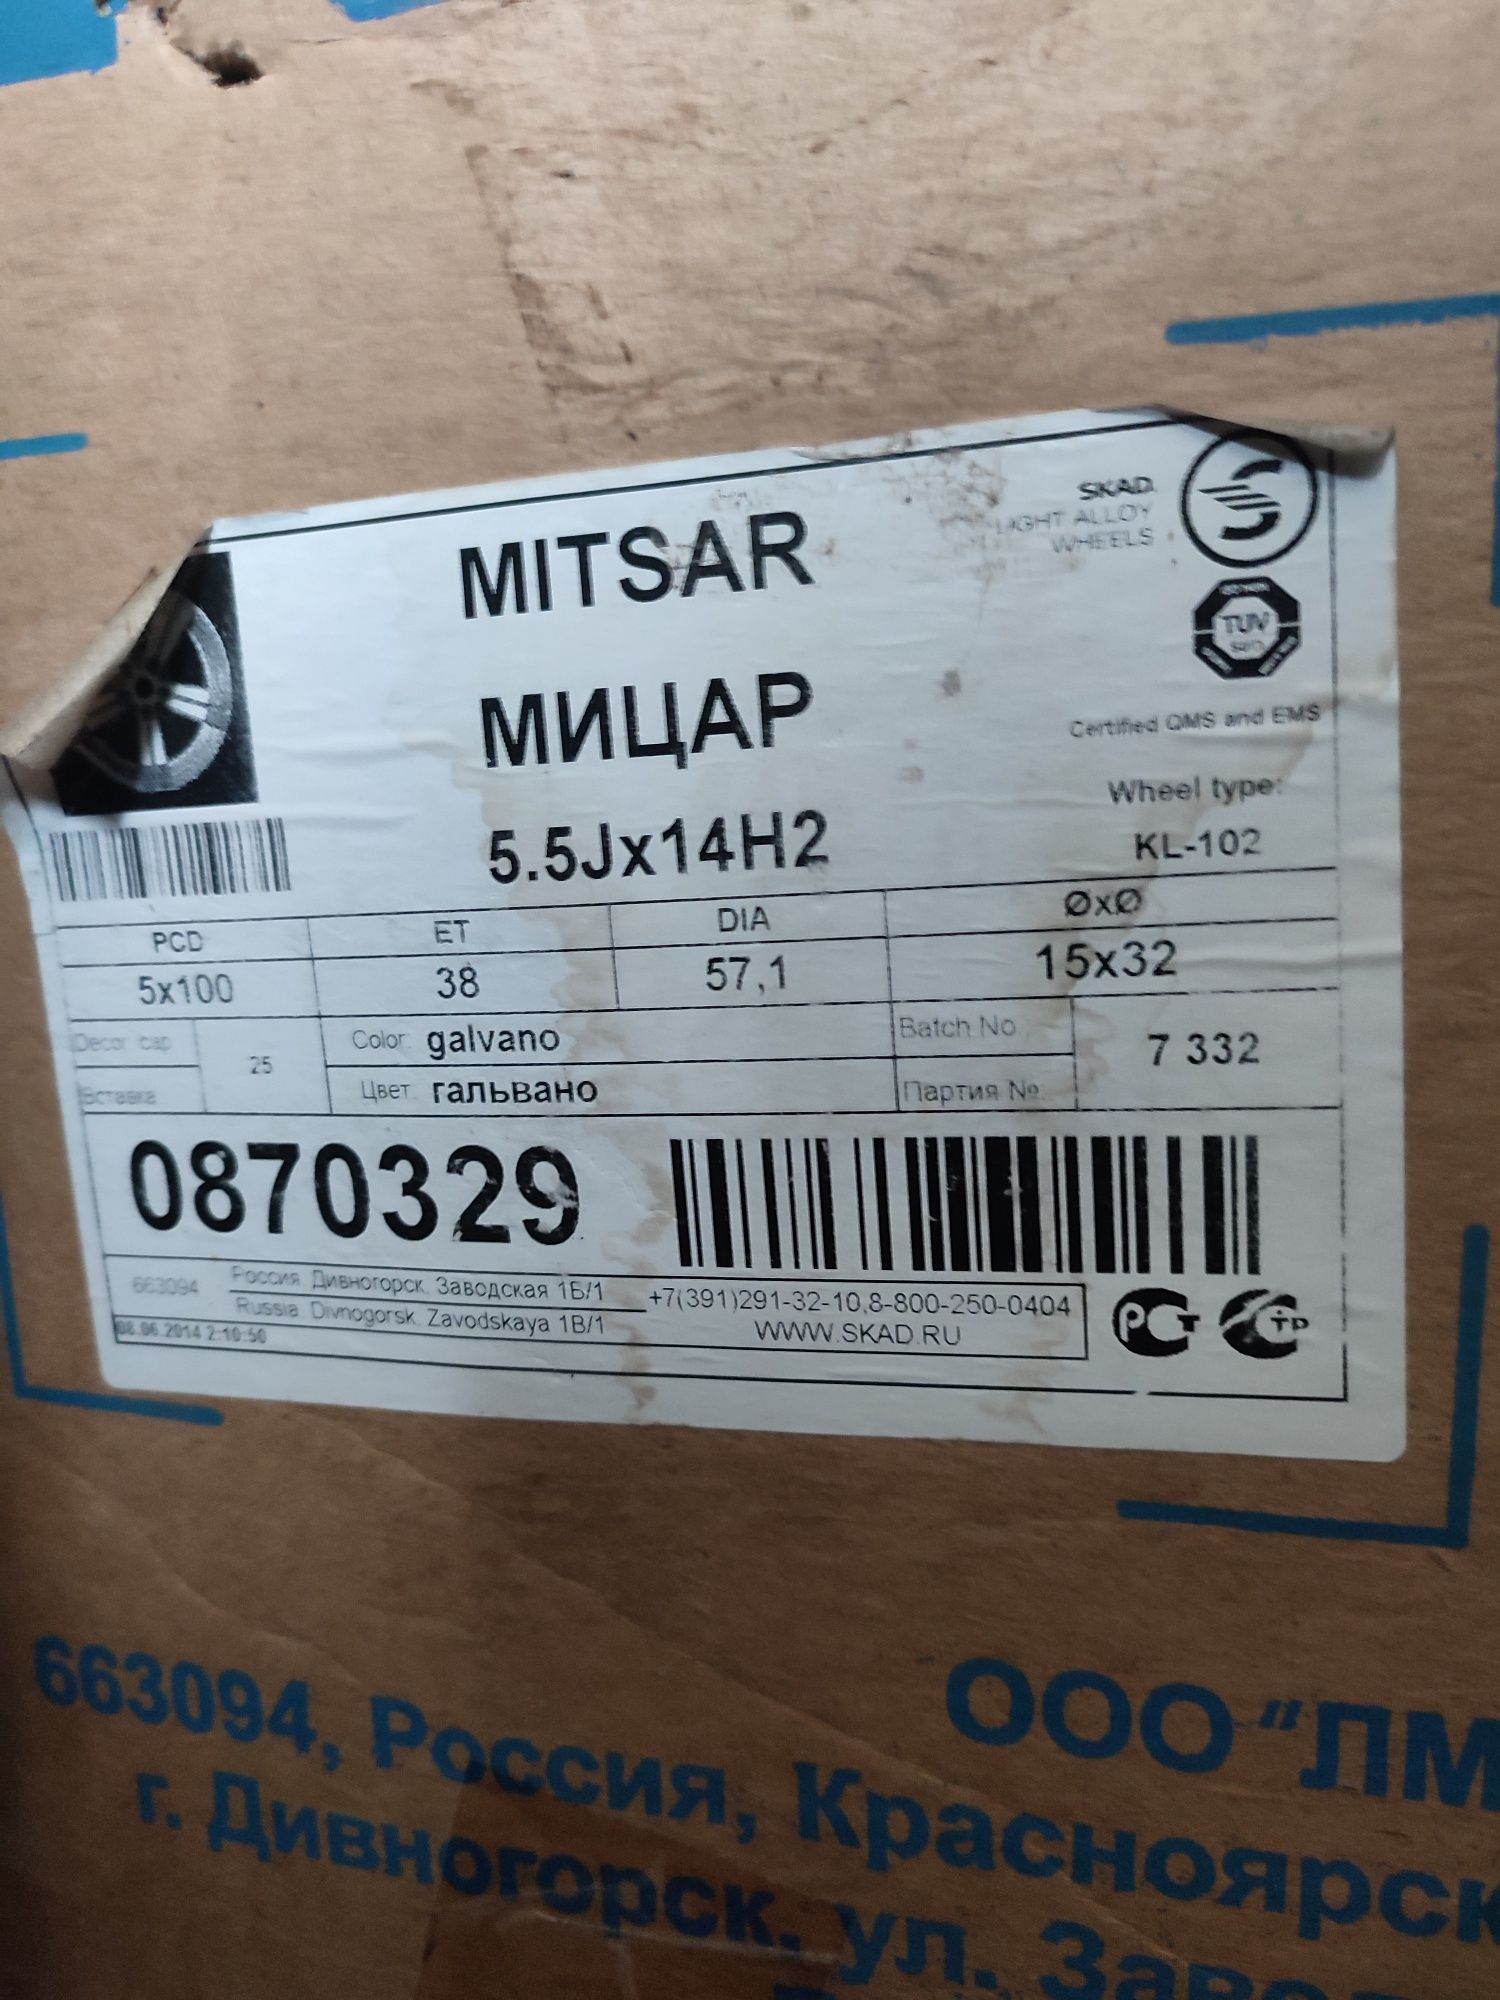 MITSAR
SKAD
LIGHT ALLOY
WHEELS
TUV
МИЦАР
Certified QMS and EMS
Wheel type:
5.5Jx14H2
KL-102
PCD
ET
DIA
ØxØ
5x100
38
57,1
15x32
Decor cap
25
Color: galvano
Batch No
7 332
Вставка
Цвет: гальвано
Партия №
0870329
663094
Россия Дивногорск Заводская 1Б/1
Russia Divnogorsk Zavodskaya 1B/1
+7(391)291-32-10,8-800-250-0404
WWW.SKAD.RU
08.06.2014 2:10:50
663094, Россия, Красноярск
ООО "ЛМ
г. Дивногорск, ул. Завод